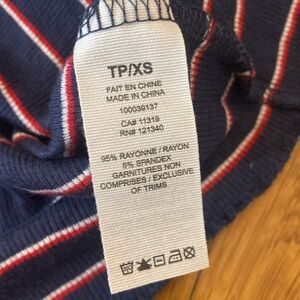 TP/XS
FAIT EN CHINE
MADE IN CHINA
100039137
CA# 11319
RN# 121340
95% RAYONNE / RAYON
6% SPANDEX
GARNITURES NON
COMPRISES / EXCLUSIVE
OF TRIMS